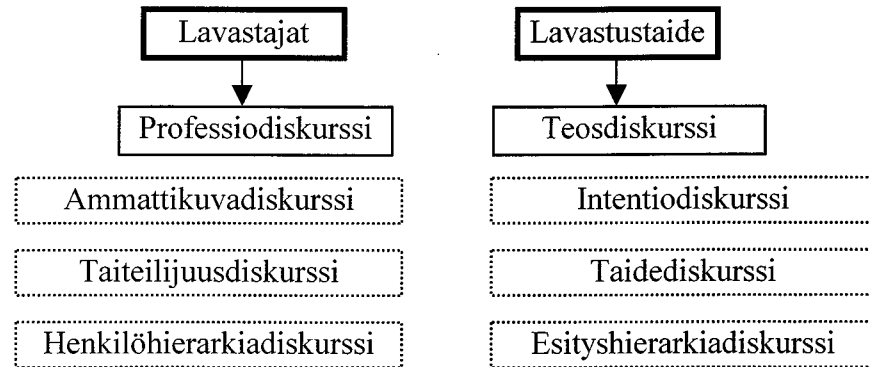 Lavastajat
Lavastustaide
Professiodiskurssi
Teosdiskurssi
Ammattikuvadiskurssi
Intentiodiskurssi
Taiteilijuusdiskurssi
Taidediskurssi
Henkilöhierarkiadiskurssi
Esityshierarkiadiskurssi